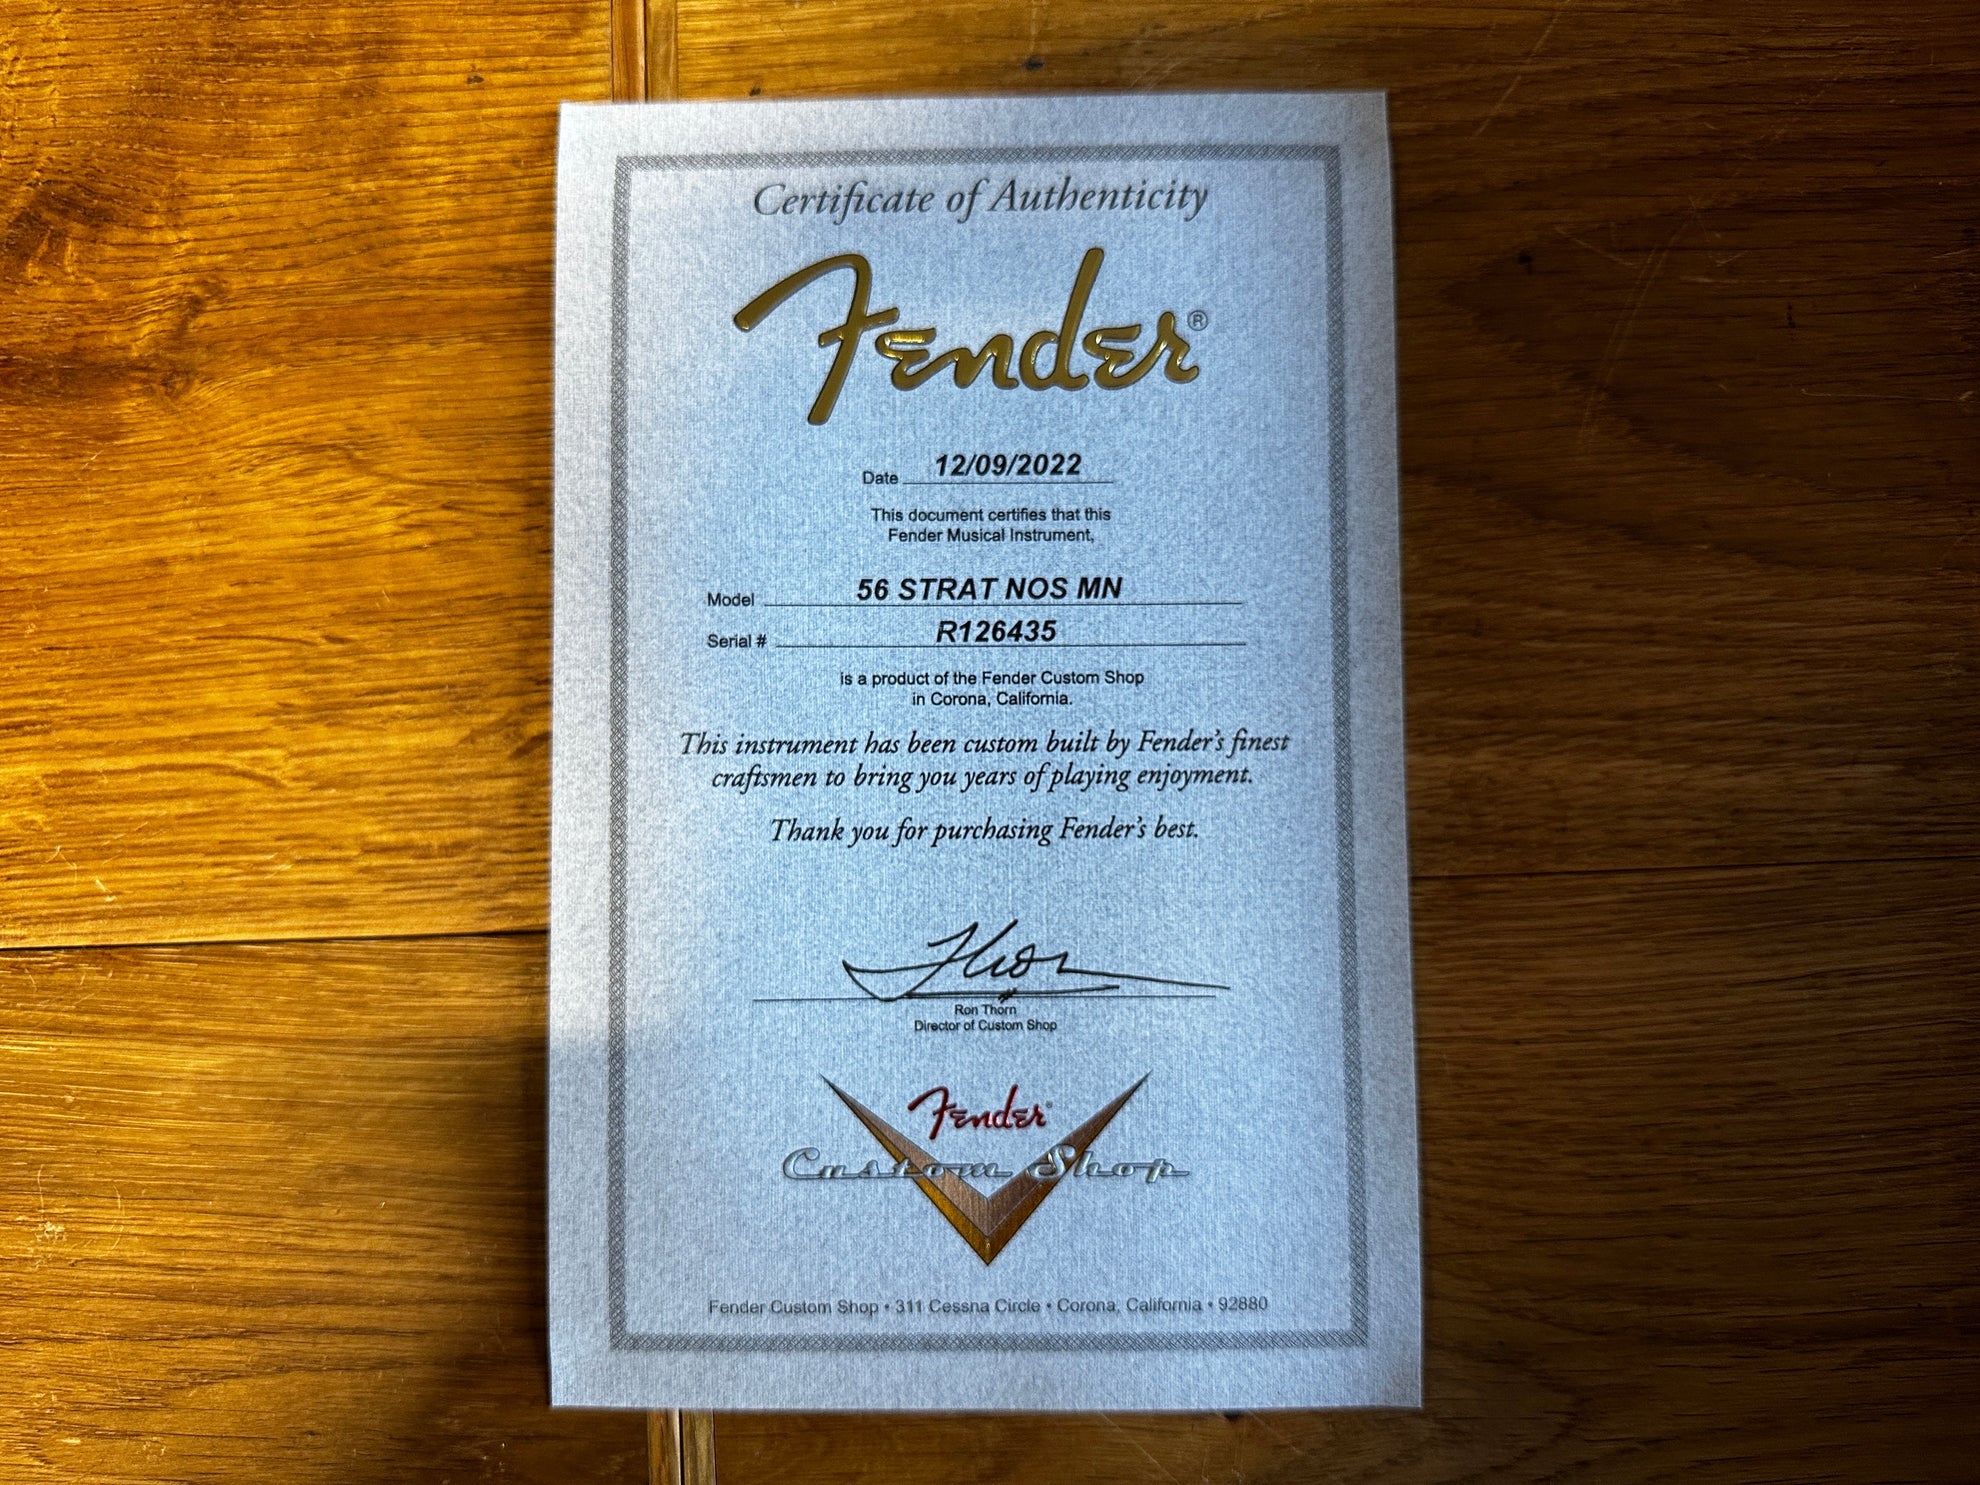 Certificate of Authenticity
Fender®
Date 12/09/2022
This document certifies that this
Fender Musical Instrument,
Model 56 STRAT NOS MN
Serial # R126435
is a product of the Fender Custom Shop
in Corona, California.
This instrument has been custom built by Fender's finest
craftsmen to bring you years of playing enjoyment.
Thank you for purchasing Fender's best.
Thor
Ron Thorn
Director of Custom Shop
Fender®
Custom Shop
Fender Custom Shop • 311 Cessna Circle • Corona, California • 92880